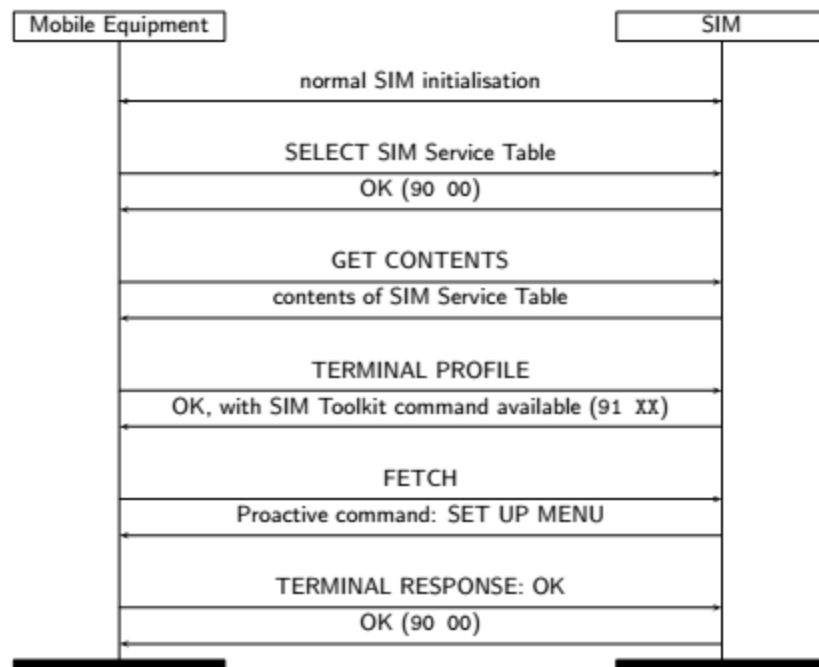 Mobile Equipment
SIM
normal SIM initialisation
SELECT SIM Service Table
OK (90 00)
GET CONTENTS
contents of SIM Service Table
TERMINAL PROFILE
OK, with SIM Toolkit command available (91 XX)
FETCH
Proactive command: SET UP MENU
TERMINAL RESPONSE: OK
OK (90 00)